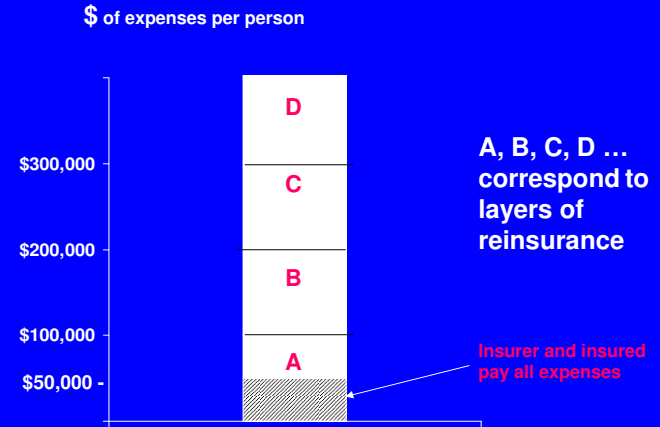 $ of expenses per person
D
$300,000
C
$200,000
B
$100,000
A
$50,000 -
A, B, C, D ...
correspond to
layers of
reinsurance
Insurer and insured
pay all expenses